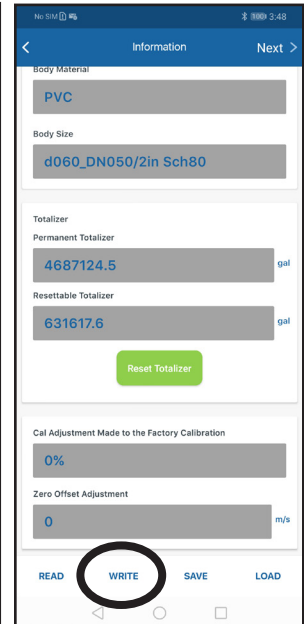 No SIM 100 3:48
Information Next >
Body Material
PVC
Body Size
d060_DN050/2in Sch80
Totalizer
Permanent Totalizer
4687124.5 gal
Resettable Totalizer
631617.6 gal
Reset Totalizer
Cal Adjustment Made to the Factory Calibration
0%
Zero Offset Adjustment
0 m/s
READ WRITE SAVE LOAD